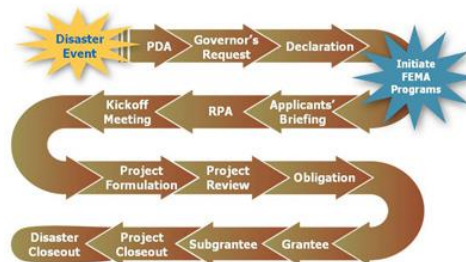 Disaster
Event
PDA
Governor's
Request
Declaration
Initiate
FEMA
Programs
Applicants'
Briefing
RPA
Kickoff
Meeting
Project
Formulation
Project
Review
Obligation
Grantee
Subgrantee
Project
Closeout
Disaster
Closeout